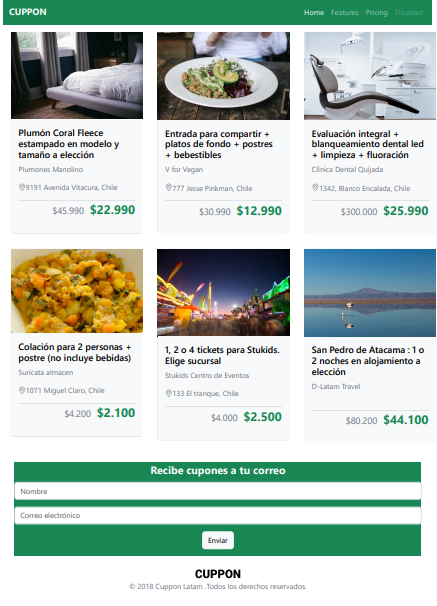 CUPPON
Home Features Pricing Disabled
Plumón Coral Fleece
estampado en modelo y
tamaño a elección
Plumones Manolino
9191 Avenida Vitacura, Chile
$45.990 $22.990
Entrada para compartir +
platos de fondo + postres
+ bebestibles
V for Vegan
777 Jesse Pinkman, Chile
$30.990 $12.990
Evaluación integral +
blanqueamiento dental led
+ limpieza + fluoración
Clínica Dental Quijada
1342, Blanco Encalada, Chile
$300.000 $25.990
Colación para 2 personas +
postre (no incluye bebidas)
Suricata almacen
1071 Miguel Claro, Chile
$4.200 $2.100
1, 2 o 4 tickets para Stukids.
Elige sucursal
Stukids Centro de Eventos
133 El tranque, Chile
$4.000 $2.500
San Pedro de Atacama : 1 o
2 noches en alojamiento a
elección
D-Latam Travel
$80.200 $44.100
Recibe cupones a tu correo
Nombre
Correo electrónico
Enviar
CUPPON
© 2018 Cuppon Latam .Todos los derechos reservados.